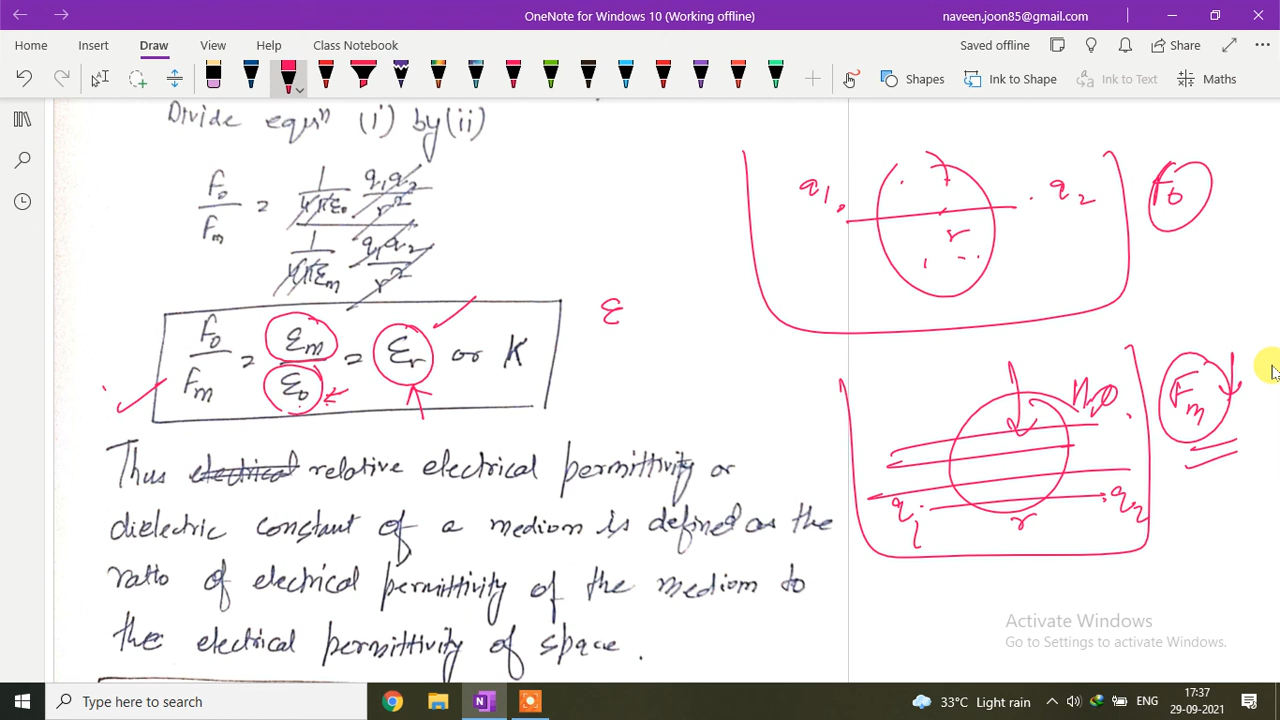 OneNote for Windows 10 (Working offline)
naveen.joon85@gmail.com
Home Insert Draw View Help Class Notebook
Saved offline Share
Shapes Ink to Shape Ink to Text Maths
Divide equⁿ (i) by (ii)
F₀/Fₘ = (1/4πε₀ q₁q₂/r²) / (1/4πεₘ q₁q₂/r²)
F₀/Fₘ = εₘ/ε₀ = εᵣ or K
ε
Thus electrical relative electrical permittivity or
dielectric constant of a medium is defined as the
ratio of electrical permittivity of the medium to
the electrical permittivity of space.
q₁ q₂ F₀
r
H₂O Fₘ
q₁ q₂
r
Activate Windows
Go to Settings to activate Windows.
Type here to search
33°C Light rain
ENG
17:37
29-09-2021